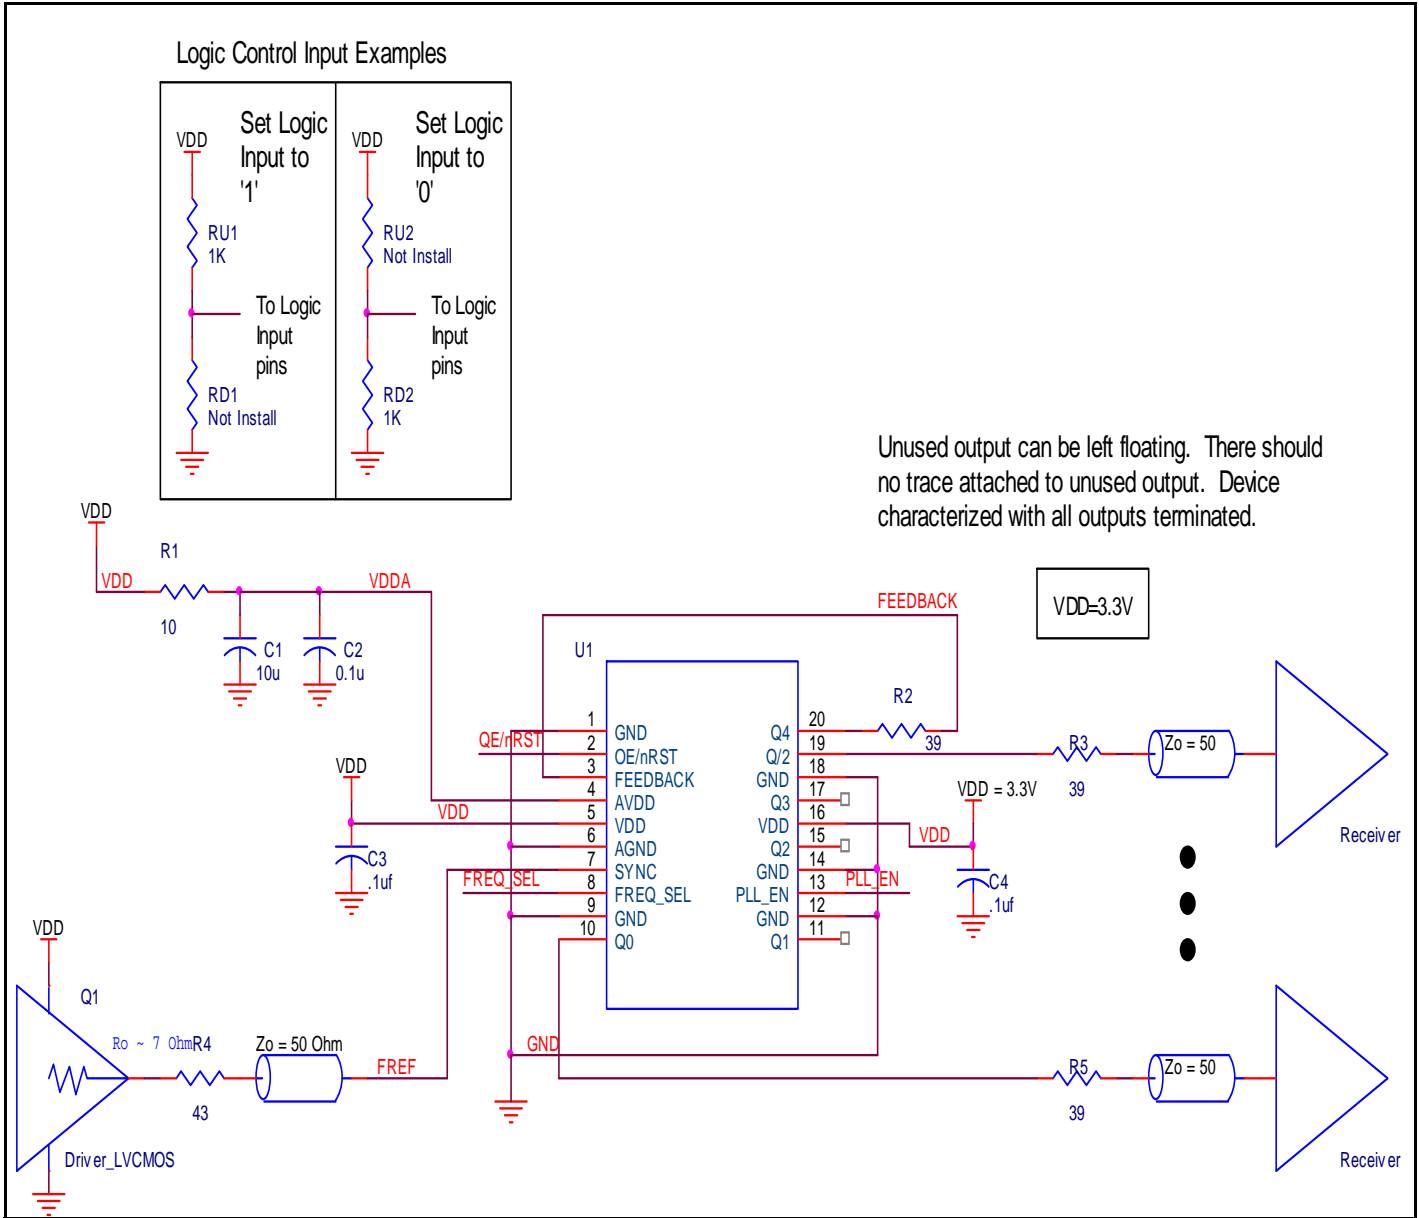 Logic Control Input Examples
VDD
Set Logic
Input to
'1'
RU1
1K
To Logic
Input
pins
RD1
Not Install
VDD
Set Logic
Input to
'0'
RU2
Not Install
To Logic
Input
pins
RD2
1K
Unused output can be left floating. There should
no trace attached to unused output. Device
characterized with all outputs terminated.
VDD=3.3V
VDD
VDD
R1
10
VDDA
C1
10u
C2
0.1u
FEEDBACK
U1
1 GND
2 OE/nRST
3 FEEDBACK
4 AVDD
5 VDD
6 AGND
7 SYNC
8 FREQ_SEL
9 GND
10 Q0
Q4 20
Q/2 19
GND 18
Q3 17
VDD 16
Q2 15
GND 14
PLL_EN 13
GND 12
Q1 11
QE/nRST
VDD
VDD
C3
.1uf
FREQ_SEL
R2
39
VDD = 3.3V
VDD
C4
.1uf
PLL_EN
R3
39
Zo = 50
Receiver
GND
VDD
Q1
Ro ~ 7 Ohm
R4
43
Zo = 50 Ohm
FREF
Driver_LVCMOS
R5
39
Zo = 50
Receiver